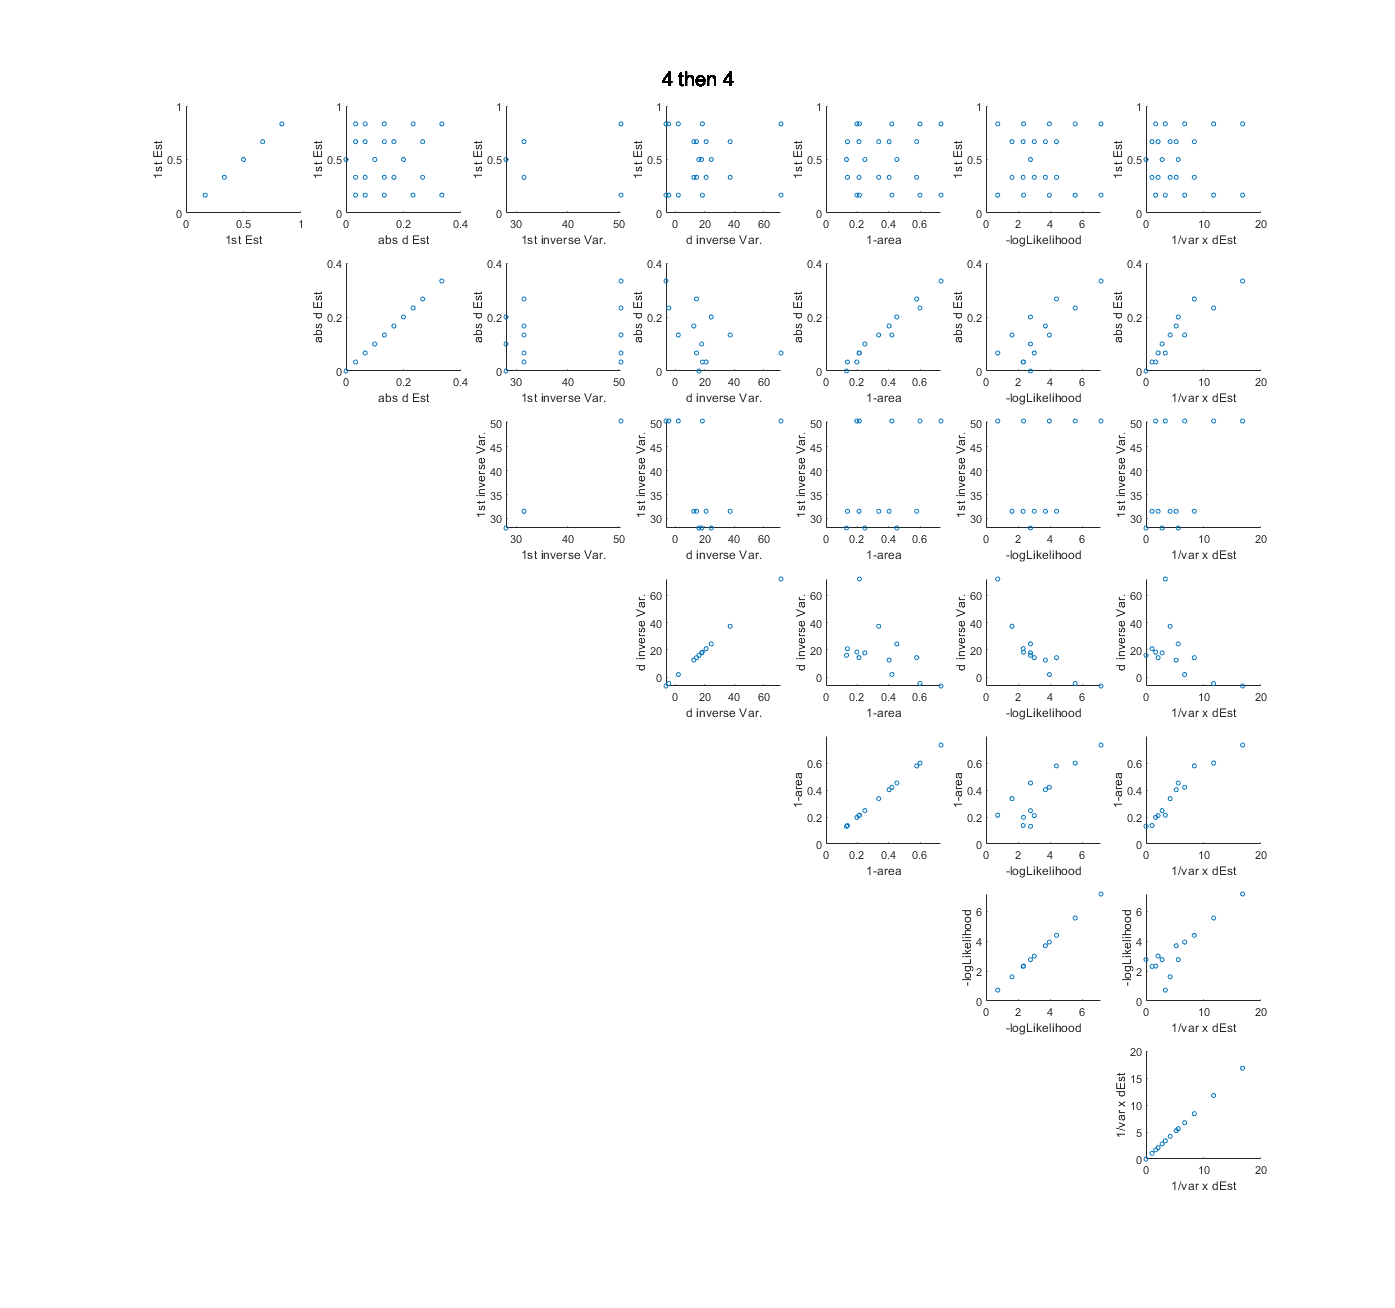 4 then 4
1 1 1 1 1 1 1
1st Est 1st Est 1st Est 1st Est 1st Est 1st Est 1st Est
0.5 0.5 0.5 0.5 0.5 0.5
0 0 0 0 0 0 0
0 0.5 1 0 0.2 0.4 30 40 50 0 20 40 60 0 0.2 0.4 0.6 0 2 4 6 0 10 20
1st Est abs d Est 1st inverse Var. d inverse Var. 1-area -logLikelihood 1/var x dEst
0.4 0.4 0.4 0.4 0.4 0.4
abs d Est abs d Est abs d Est abs d Est abs d Est abs d Est
0.2 0.2 0.2 0.2 0.2 0.2
0 0 0 0 0 0
0 0.2 0.4 30 40 50 0 20 40 60 0 0.2 0.4 0.6 0 2 4 6 0 10 20
abs d Est 1st inverse Var. d inverse Var. 1-area -logLikelihood 1/var x dEst
50 50 50 50 50
45 45 45 45 45
1st inverse Var. 1st inverse Var. 1st inverse Var. 1st inverse Var. 1st inverse Var.
40 40 40 40 40
35 35 35 35 35
30 30 30 30 30
30 40 50 0 20 40 60 0 0.2 0.4 0.6 0 2 4 6 0 10 20
1st inverse Var. d inverse Var. 1-area -logLikelihood 1/var x dEst
60 60 60 60
d inverse Var. d inverse Var. d inverse Var. d inverse Var.
40 40 40 40
20 20 20 20
0 0 0 0
0 20 40 60 0 0.2 0.4 0.6 0 2 4 6 0 10 20
d inverse Var. 1-area -logLikelihood 1/var x dEst
0.6 0.6 0.6
1-area 1-area 1-area
0.4 0.4 0.4
0.2 0.2 0.2
0 0 0
0 0.2 0.4 0.6 0 2 4 6 0 10 20
1-area -logLikelihood 1/var x dEst
6 6
-logLikelihood -logLikelihood
4 4
2 2
0 0
0 2 4 6 0 10 20
-logLikelihood 1/var x dEst
20
15
1/var x dEst
10
5
0
0 10 20
1/var x dEst